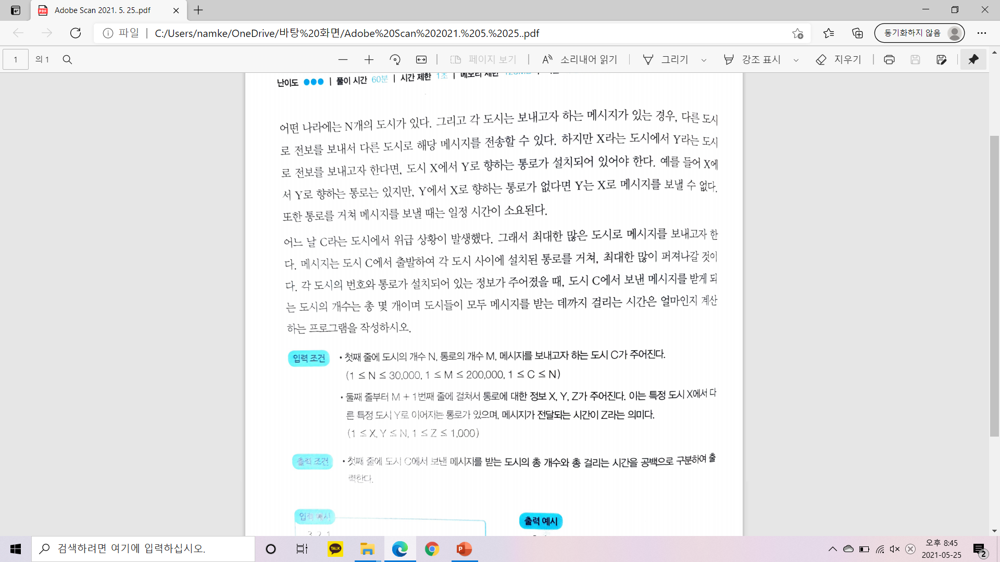 Adobe Scan 2021. 5. 25..pdf
파일 | C:/Users/namke/OneDrive/바탕%20화면/Adobe%20Scan%202021.%205.%2025..pdf
동기화하지 않음
1 의 1
페이지 보기
소리내어 읽기
그리기
강조 표시
지우기
난이도 ●●● | 풀이 시간 60분 | 시간 제한 1초 | 메모리 제한 128MB
어떤 나라에는 N개의 도시가 있다. 그리고 각 도시는 보내고자 하는 메시지가 있는 경우, 다른 도시
로 전보를 보내서 다른 도시로 해당 메시지를 전송할 수 있다. 하지만 X라는 도시에서 Y라는 도시
로 전보를 보내고자 한다면, 도시 X에서 Y로 향하는 통로가 설치되어 있어야 한다. 예를 들어 X에
서 Y로 향하는 통로는 있지만, Y에서 X로 향하는 통로가 없다면 Y는 X로 메시지를 보낼 수 없다.
또한 통로를 거쳐 메시지를 보낼 때는 일정 시간이 소요된다.
어느 날 C라는 도시에서 위급 상황이 발생했다. 그래서 최대한 많은 도시로 메시지를 보내고자 한
다. 메시지는 도시 C에서 출발하여 각 도시 사이에 설치된 통로를 거쳐, 최대한 많이 퍼져나갈 것이
다. 각 도시의 번호와 통로가 설치되어 있는 정보가 주어졌을 때, 도시 C에서 보낸 메시지를 받게 되
는 도시의 개수는 총 몇 개이며 도시들이 모두 메시지를 받는 데까지 걸리는 시간은 얼마인지 계산
하는 프로그램을 작성하시오.
입력 조건
• 첫째 줄에 도시의 개수 N, 통로의 개수 M, 메시지를 보내고자 하는 도시 C가 주어진다.
(1 ≤ N ≤ 30,000, 1 ≤ M ≤ 200,000, 1 ≤ C ≤ N)
• 둘째 줄부터 M + 1번째 줄에 걸쳐서 통로에 대한 정보 X, Y, Z가 주어진다. 이는 특정 도시 X에서 다
른 특정 도시 Y로 이어지는 통로가 있으며, 메시지가 전달되는 시간이 Z라는 의미다.
(1 ≤ X, Y ≤ N, 1 ≤ Z ≤ 1,000)
출력 조건
• 첫째 줄에 도시 C에서 보낸 메시지를 받는 도시의 총 개수와 총 걸리는 시간을 공백으로 구분하여 출
력한다.
입력 예시
출력 예시
3 2 1
검색하려면 여기에 입력하십시오.
TALK
오후 8:45
2021-05-25
2